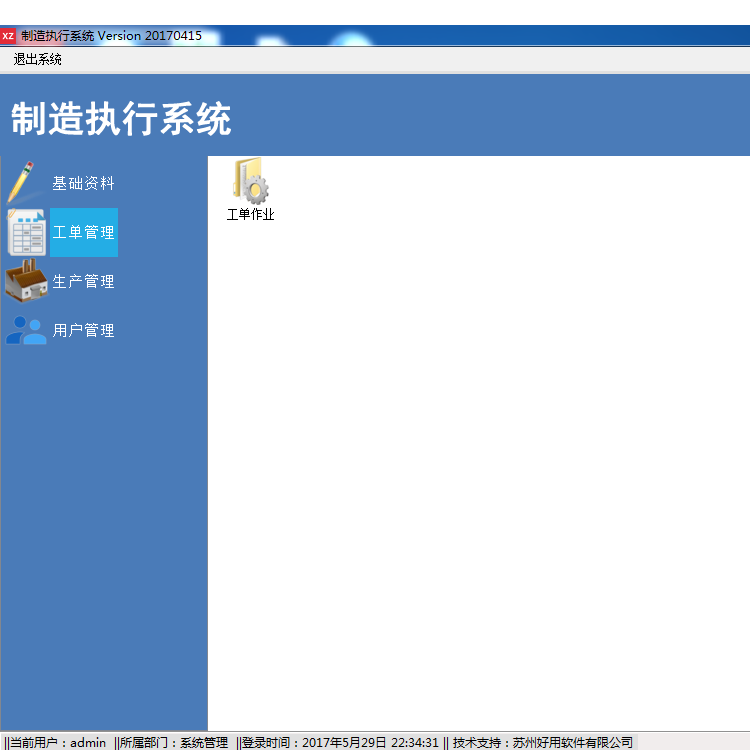 XZ 制造执行系统 Version 20170415
退出系统
制造执行系统
基础资料
工单管理
生产管理
用户管理
工单作业
||当前用户：admin ||所属部门：系统管理 ||登录时间：2017年5月29日 22:34:31 || 技术支持：苏州好用软件有限公司